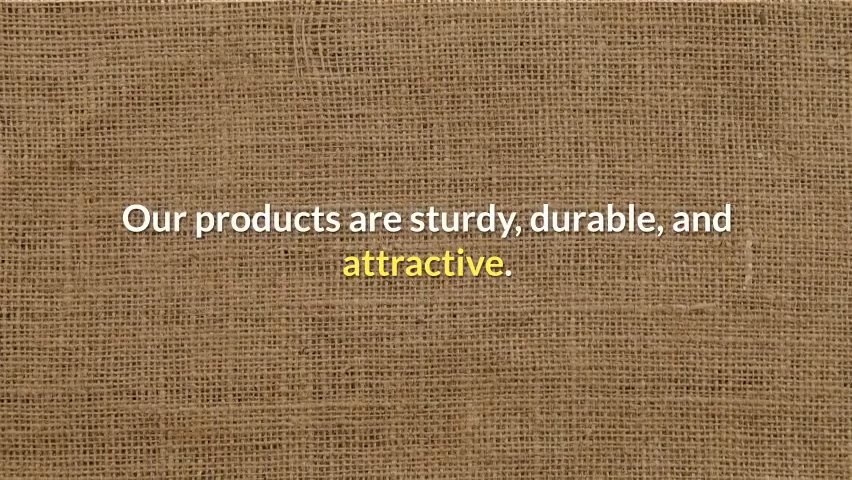 Our products are sturdy, durable, and
attractive.